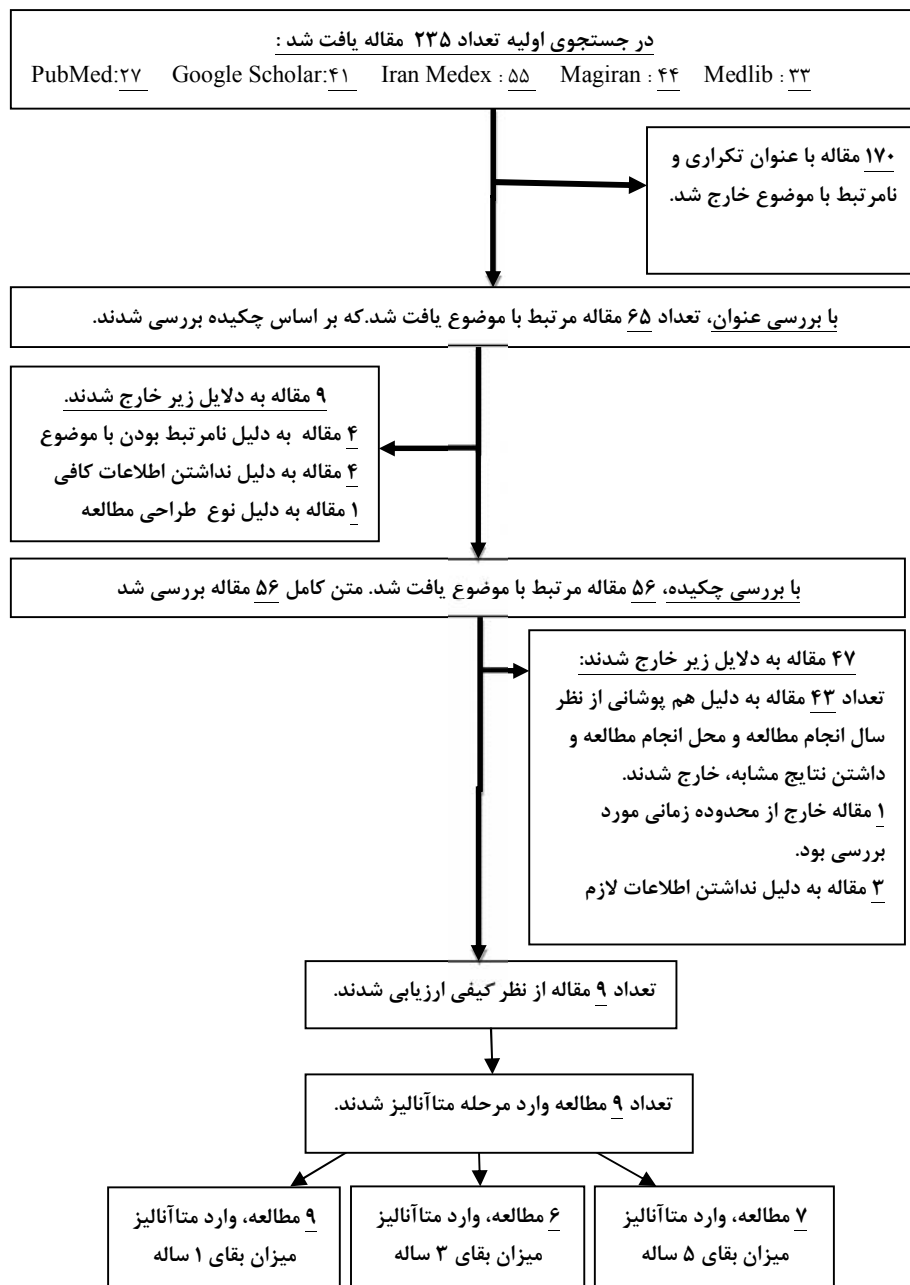 در جستجوی اولیه تعداد ۲۳۵ مقاله یافت شد :
PubMed:۲۷ Google Scholar:۴۱ Iran Medex : ۵۵ Magiran : ۴۴ Medlib : ۳۳
۱۷۰ مقاله با عنوان تکراری و
نامرتبط با موضوع خارج شد.
با بررسی عنوان، تعداد ۶۵ مقاله مرتبط با موضوع یافت شد.که بر اساس چکیده بررسی شدند.
۹ مقاله به دلایل زیر خارج شدند.
۴ مقاله به دلیل نامرتبط بودن با موضوع
۴ مقاله به دلیل نداشتن اطلاعات کافی
۱ مقاله به دلیل نوع طراحی مطالعه
با بررسی چکیده، ۵۶ مقاله مرتبط با موضوع یافت شد. متن کامل ۵۶ مقاله بررسی شد
۴۷ مقاله به دلایل زیر خارج شدند:
تعداد ۴۳ مقاله به دلیل هم پوشانی از نظر
سال انجام مطالعه و محل انجام مطالعه و
داشتن نتایج مشابه، خارج شدند.
۱ مقاله خارج از محدوده زمانی مورد
بررسی بود.
۳ مقاله به دلیل نداشتن اطلاعات لازم
تعداد ۹ مقاله از نظر کیفی ارزیابی شدند.
تعداد ۹ مطالعه وارد مرحله متاآنالیز شدند.
۷ مطالعه، وارد متاآنالیز
میزان بقای ۵ ساله
۶ مطالعه، وارد متاآنالیز
میزان بقای ۳ ساله
۹ مطالعه، وارد متاآنالیز
میزان بقای ۱ ساله